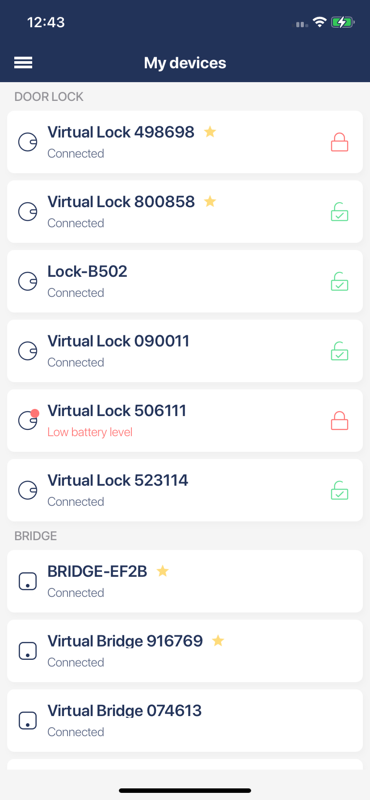 12:43
My devices
DOOR LOCK
Virtual Lock 498698
Connected
Virtual Lock 800858
Connected
Lock-B502
Connected
Virtual Lock 090011
Connected
Virtual Lock 506111
Low battery level
Virtual Lock 523114
Connected
BRIDGE
BRIDGE-EF2B
Connected
Virtual Bridge 916769
Connected
Virtual Bridge 074613
Connected